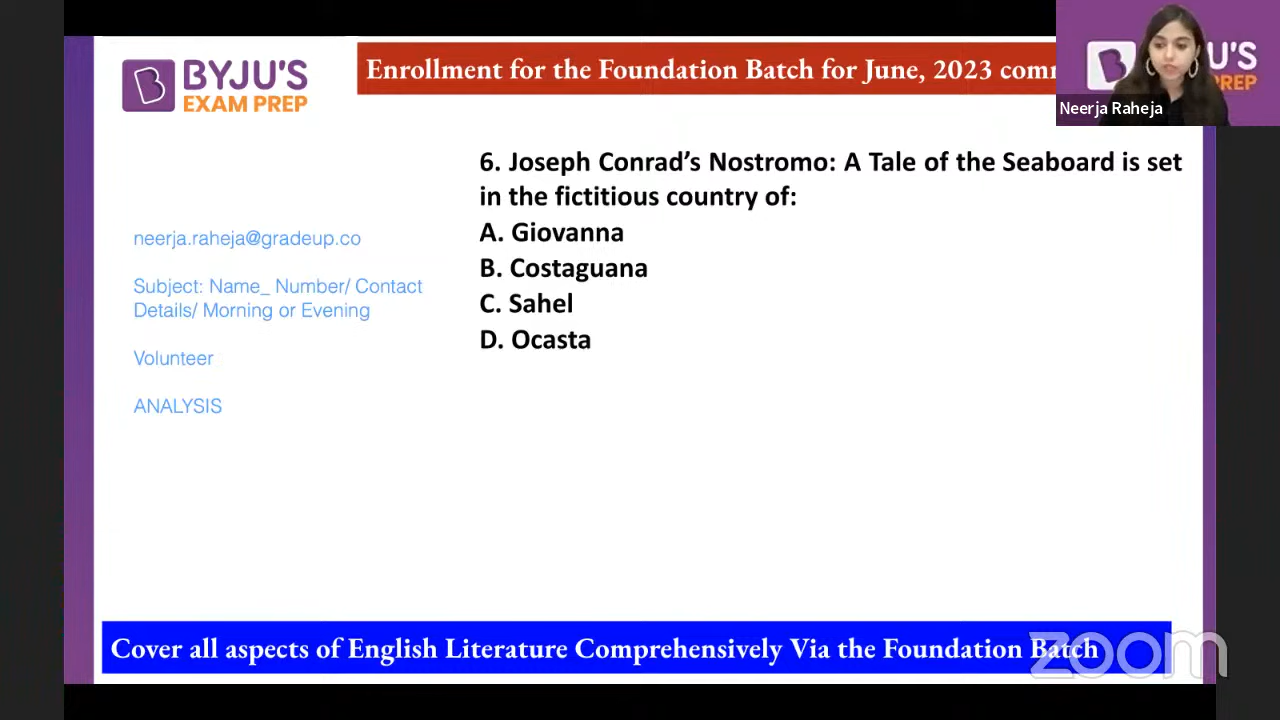 BYJU'S
EXAM PREP
Enrollment for the Foundation Batch for June, 2023
BYJU'S
EXAM PREP
Neerja Raheja
6. Joseph Conrad’s Nostromo: A Tale of the Seaboard is set
in the fictitious country of:
A. Giovanna
B. Costaguana
C. Sahel
D. Ocasta
neerja.raheja@gradeup.co
Subject: Name_ Number/ Contact
Details/ Morning or Evening
Volunteer
ANALYSIS
Cover all aspects of English Literature Comprehensively Via the Foundation Batch
zoom